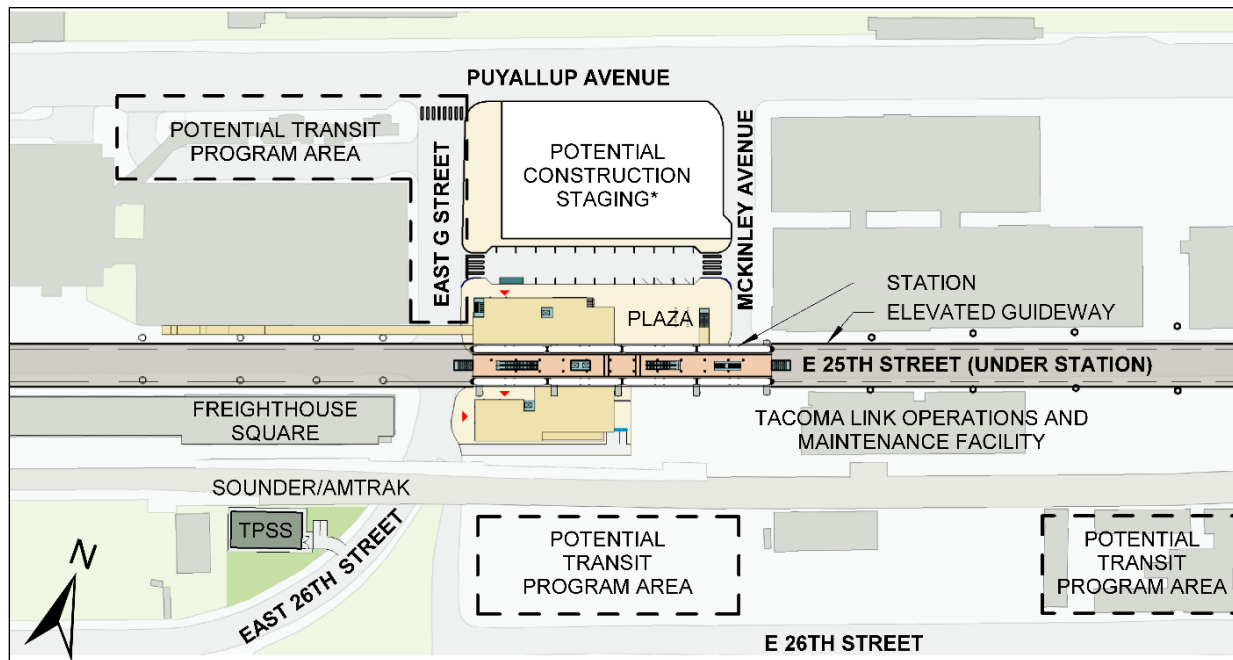 PUYALLUP AVENUE
POTENTIAL TRANSIT
PROGRAM AREA
POTENTIAL
CONSTRUCTION
STAGING*
EAST G STREET
MCKINLEY AVENUE
STATION
PLAZA
ELEVATED GUIDEWAY
E 25TH STREET (UNDER STATION)
FREIGHTHOUSE
SQUARE
TACOMA LINK OPERATIONS AND
MAINTENANCE FACILITY
SOUNDER/AMTRAK
TPSS
EAST 26TH STREET
POTENTIAL
TRANSIT
PROGRAM AREA
POTENTIAL
TRANSIT
PROGRAM AREA
N
E 26TH STREET